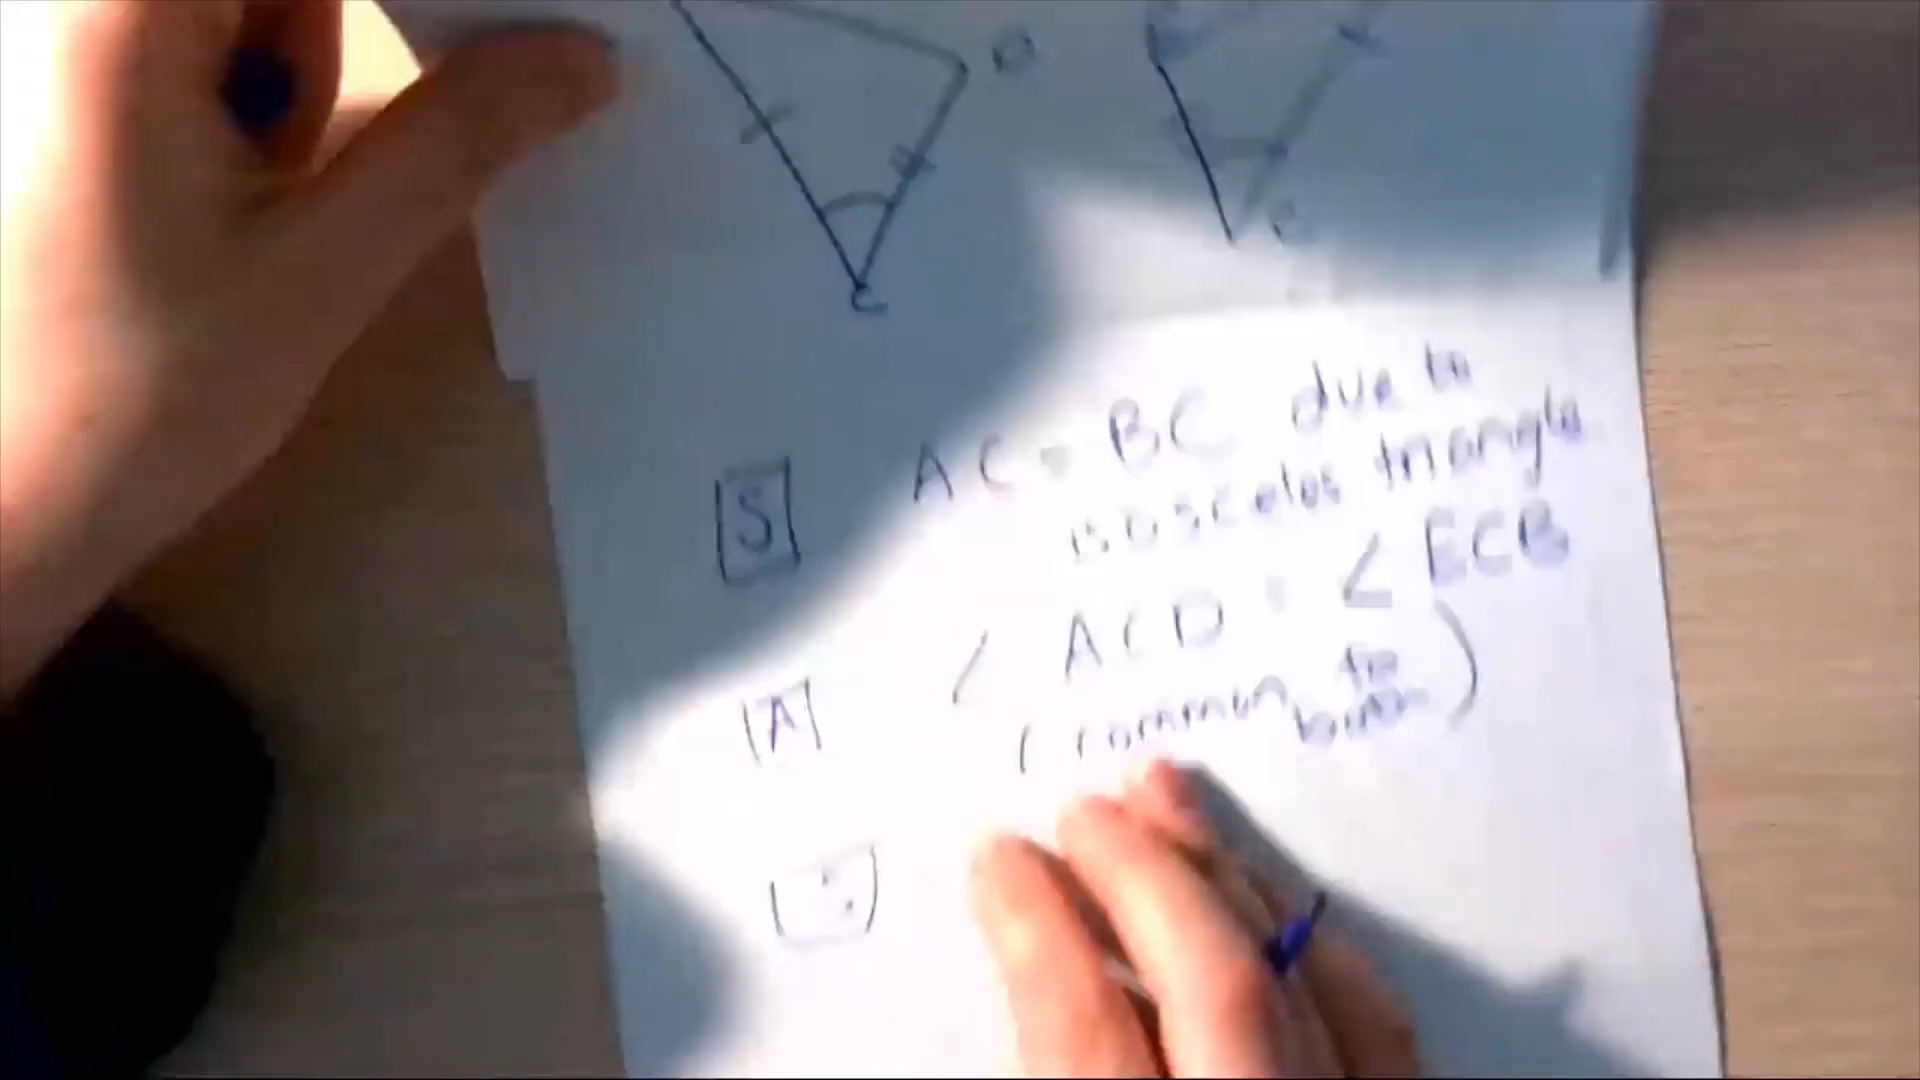 D
C
S AC = BC due to
isosceles triangle
A ∠ ACD = ∠ ECB
(common to
both)